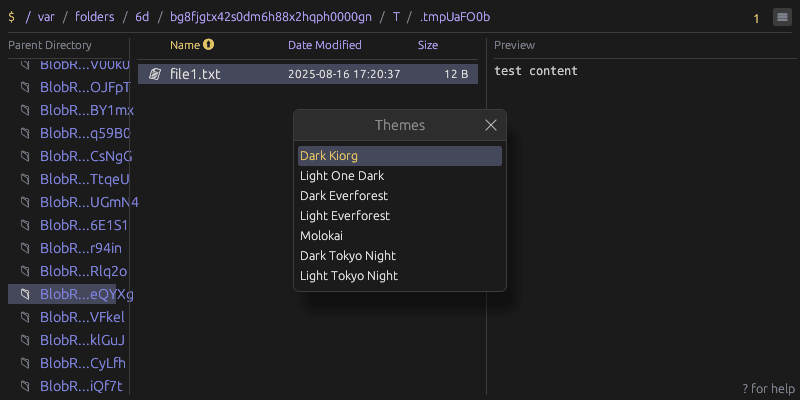 $ / var / folders / 6d / bg8fjgtx42s0dm6h88x2hqph0000gn / T / .tmpUaFO0b 1
Parent Directory
BlobR...V00k0
BlobR...OJFpT
BlobR...BY1mx
BlobR...q59B0
BlobR...CsNgG
BlobR...TtqeU
BlobR...UGmN4
BlobR...6E1S1
BlobR...r94in
BlobR...Rlq2o
BlobR...eQYXg
BlobR...VFkel
BlobR...klGuJ
BlobR...CyLfh
BlobR...iQf7t
Name Date Modified Size
file1.txt 2025-08-16 17:20:37 12 B
Preview
test content
Themes
Dark Kiorg
Light One Dark
Dark Everforest
Light Everforest
Molokai
Dark Tokyo Night
Light Tokyo Night
? for help